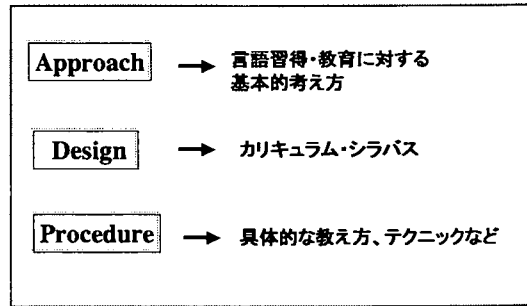 Approach → 言語習得・教育に対する
基本的考え方
Design → カリキュラム・シラバス
Procedure → 具体的な教え方、テクニックなど